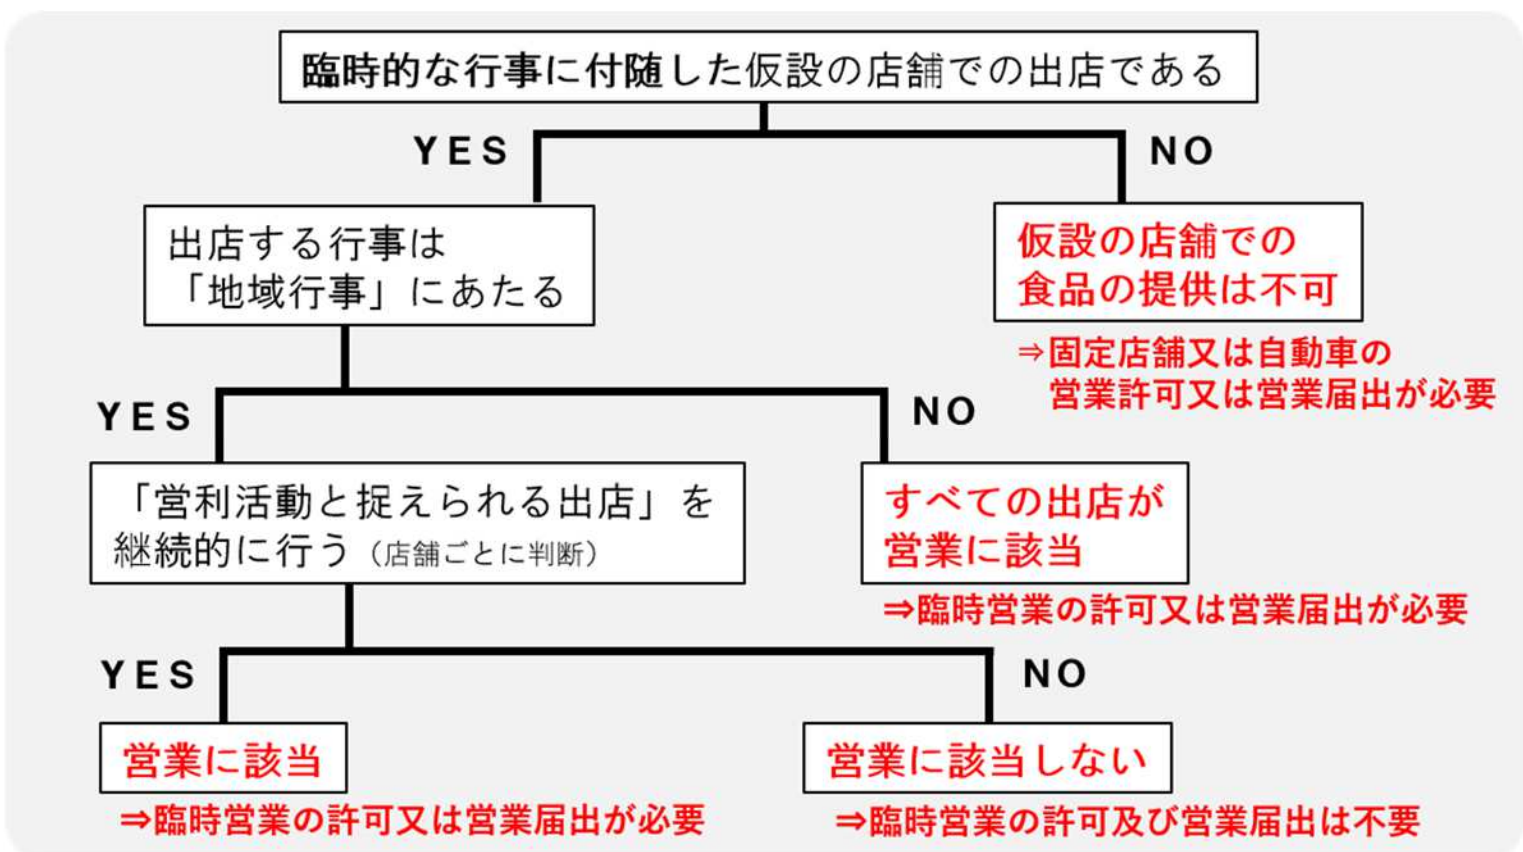 臨時的な行事に付随した仮設の店舗での出店である
YES
NO
出店する行事は
「地域行事」にあたる
仮設の店舗での
食品の提供は不可
⇒固定店舗又は自動車の
営業許可又は営業届出が必要
YES
NO
「営利活動と捉えられる出店」を
継続的に行う（店舗ごとに判断）
すべての出店が
営業に該当
⇒臨時営業の許可又は営業届出が必要
YES
NO
営業に該当
⇒臨時営業の許可又は営業届出が必要
営業に該当しない
⇒臨時営業の許可及び営業届出は不要